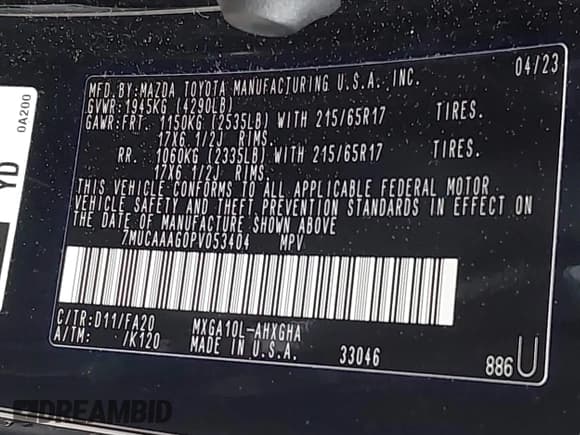 MFD.BY:MAZDA TOYOTA MANUFACTURING U.S.A.,INC. 04/23
GVWR:1945KG (4290LB)
GAWR:FRT. 1150KG (2535LB) WITH 215/65R17 TIRES.
17X6 1/2J RIMS.
RR. 1060KG (2335LB) WITH 215/65R17 TIRES.
17X6 1/2J RIMS.
THIS VEHICLE CONFORMS TO ALL APPLICABLE FEDERAL MOTOR
VEHICLE SAFETY AND THEFT PREVENTION STANDARDS IN EFFECT ON
THE DATE OF MANUFACTURE SHOWN ABOVE
7MUCAAAG0PV053404 MPV
C/TR:D11/FA20 MXGA10L-AHXGHA
A/TM: /K120 MADE IN U.S.A. 33046 886U
0A200
YD
DREAMBID